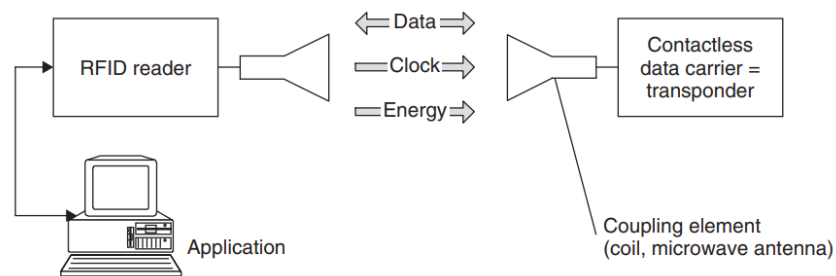 RFID reader
Data
Clock
Energy
Contactless
data carrier =
transponder
Application
Coupling element
(coil, microwave antenna)